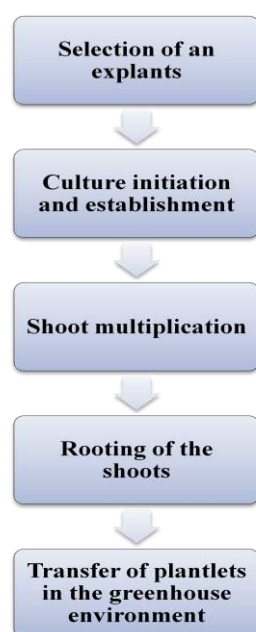 Selection of an
explants
Culture initiation
and establishment
Shoot multiplication
Rooting of the
shoots
Transfer of plantlets
in the greenhouse
environment